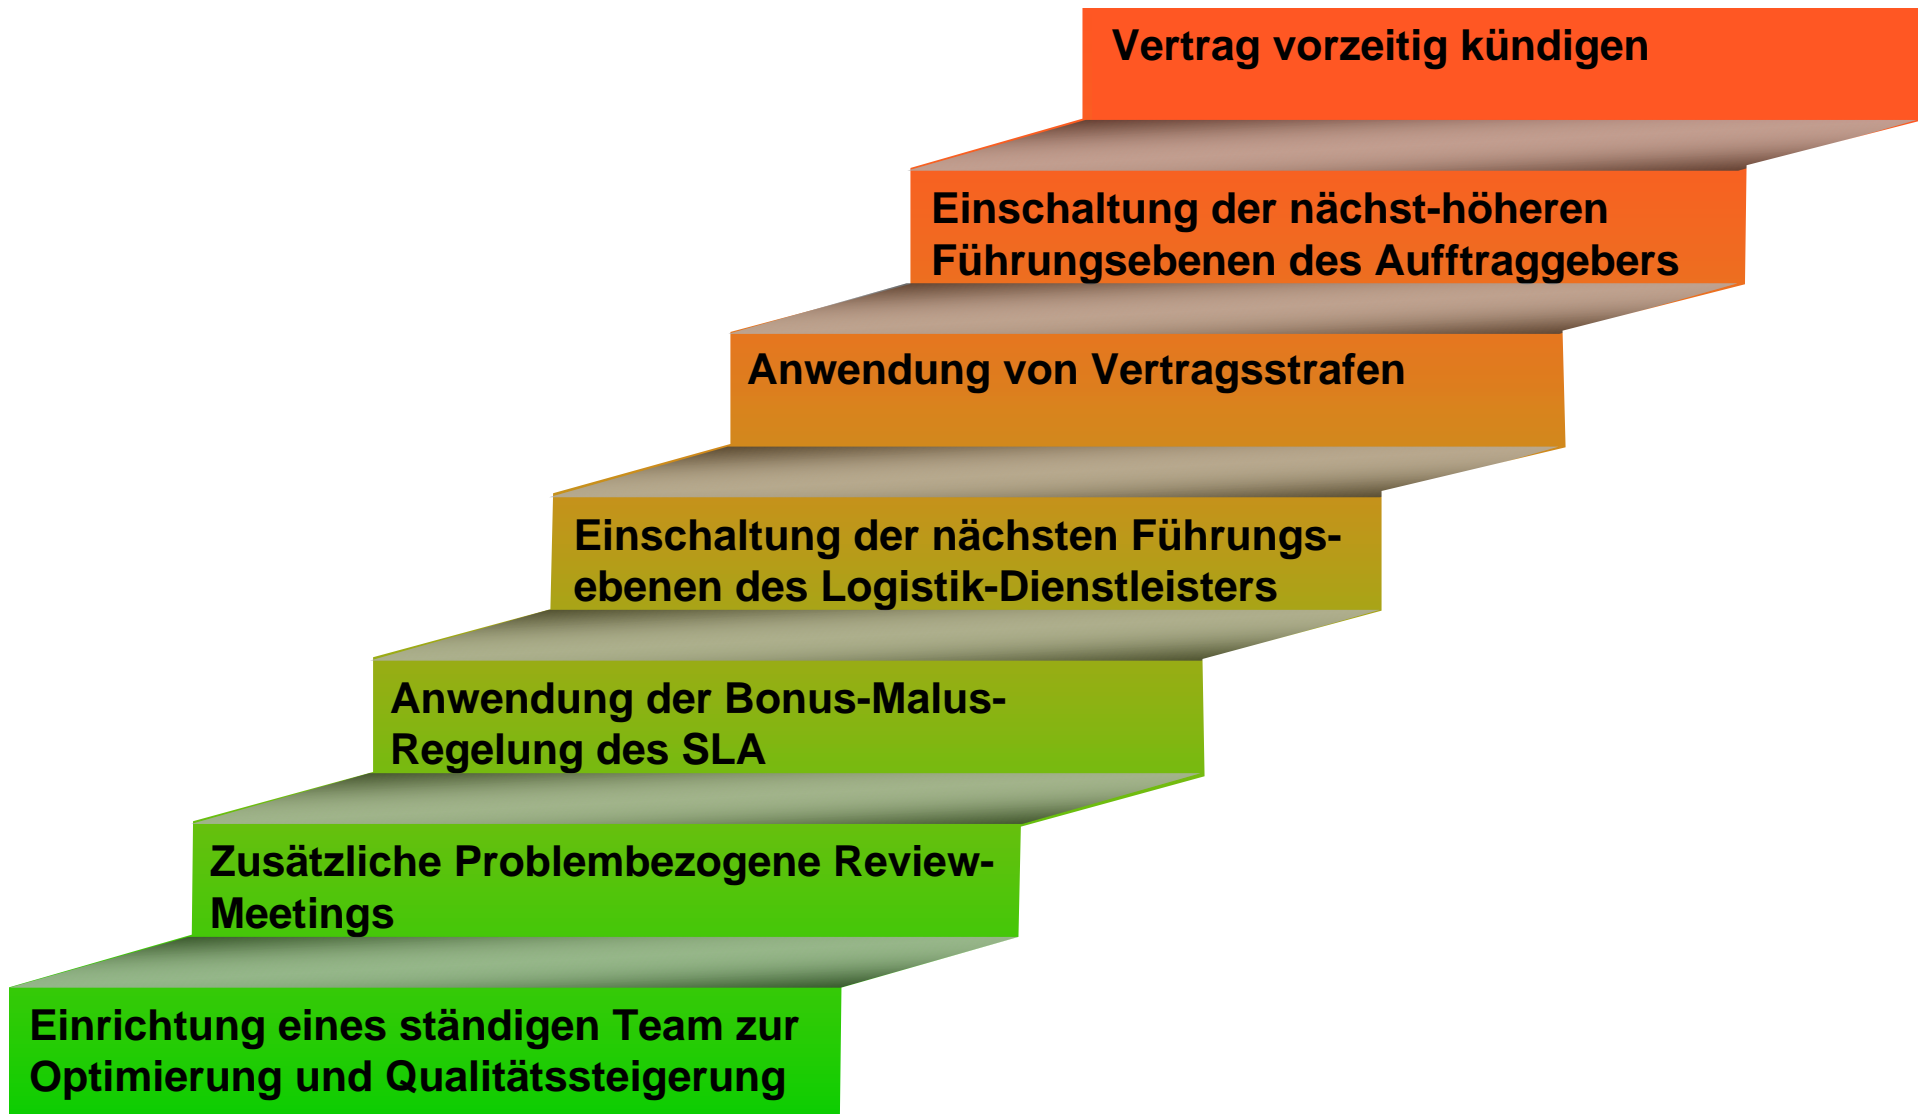 Vertrag vorzeitig kündigen
Einschaltung der nächst-höheren
Führungsebenen des Aufftraggebers
Anwendung von Vertragsstrafen
Einschaltung der nächsten Führungs-
ebenen des Logistik-Dienstleisters
Anwendung der Bonus-Malus-
Regelung des SLA
Zusätzliche Problembezogene Review-
Meetings
Einrichtung eines ständigen Team zur
Optimierung und Qualitätssteigerung